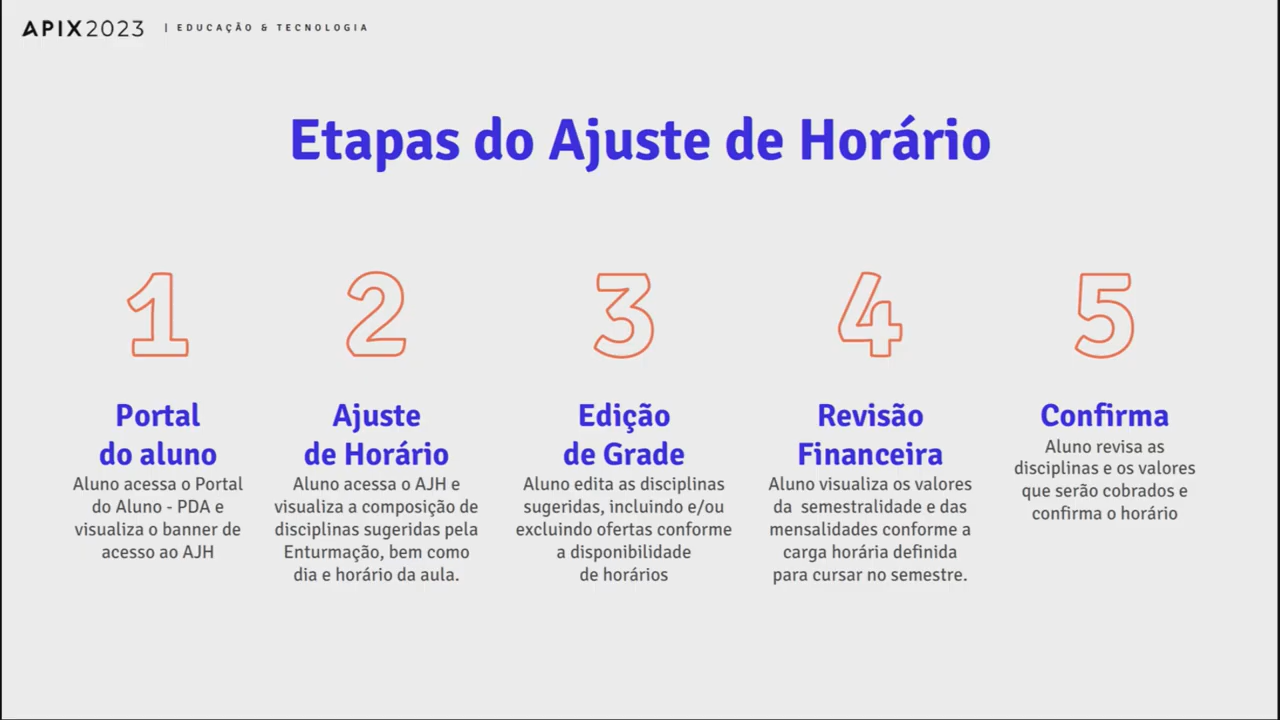 APIX2023 | EDUCAÇÃO & TECNOLOGIA
Etapas do Ajuste de Horário
1
Portal
do aluno
Aluno acessa o Portal
do Aluno - PDA e
visualiza o banner de
acesso ao AJH
2
Ajuste
de Horário
Aluno acessa o AJH e
visualiza a composição de
disciplinas sugeridas pela
Enturmação, bem como
dia e horário da aula.
3
Edição
de Grade
Aluno edita as disciplinas
sugeridas, incluindo e/ou
excluindo ofertas conforme
a disponibilidade
de horários
4
Revisão
Financeira
Aluno visualiza os valores
da semestralidade e das
mensalidades conforme a
carga horária definida
para cursar no semestre.
5
Confirma
Aluno revisa as
disciplinas e os valores
que serão cobrados e
confirma o horário